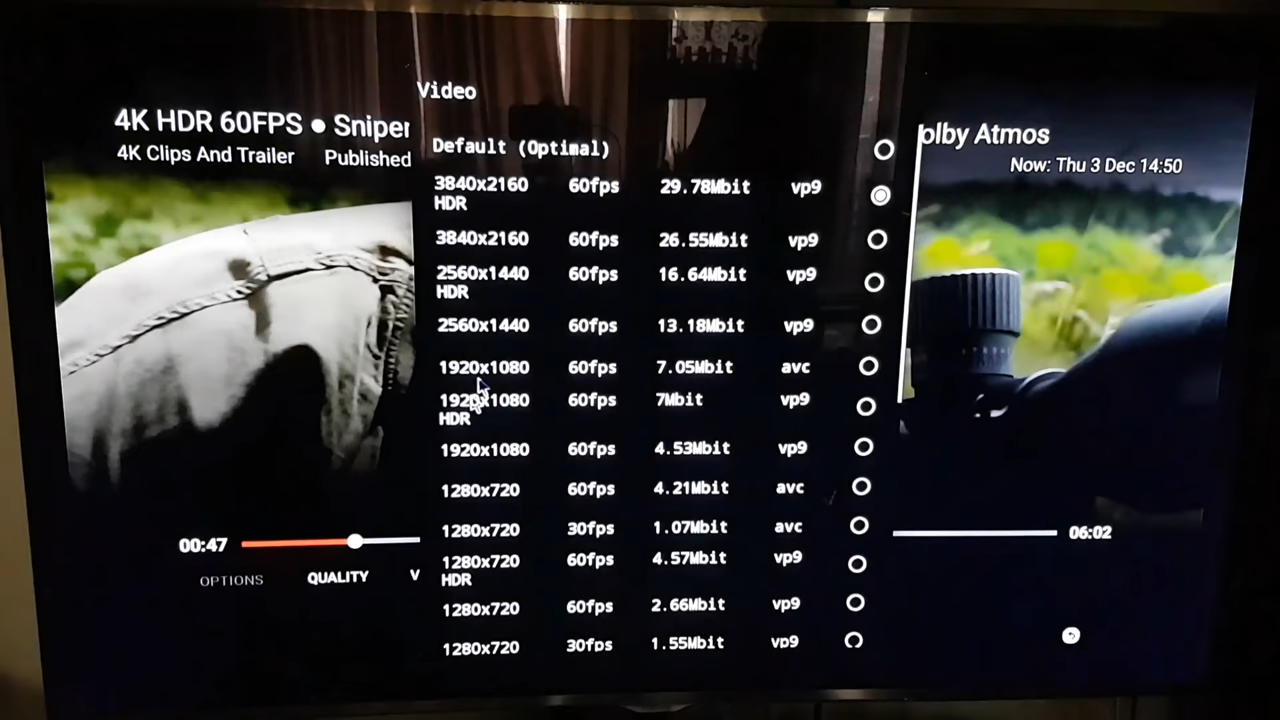 Video
4K HDR 60FPS ● Sniper
olby Atmos
4K Clips And Trailer Published
Now: Thu 3 Dec 14:50
Default (Optimal)
3840x2160 60fps 29.78Mbit vp9
HDR
3840x2160 60fps 26.55Mbit vp9
2560x1440 60fps 16.64Mbit vp9
HDR
2560x1440 60fps 13.18Mbit vp9
1920x1080 60fps 7.05Mbit avc
1920x1080 60fps 7Mbit vp9
HDR
1920x1080 60fps 4.53Mbit vp9
1280x720 60fps 4.21Mbit avc
1280x720 30fps 1.07Mbit avc
1280x720 60fps 4.57Mbit vp9
HDR
1280x720 60fps 2.66Mbit vp9
1280x720 30fps 1.55Mbit vp9
00:47
06:02
OPTIONS QUALITY V